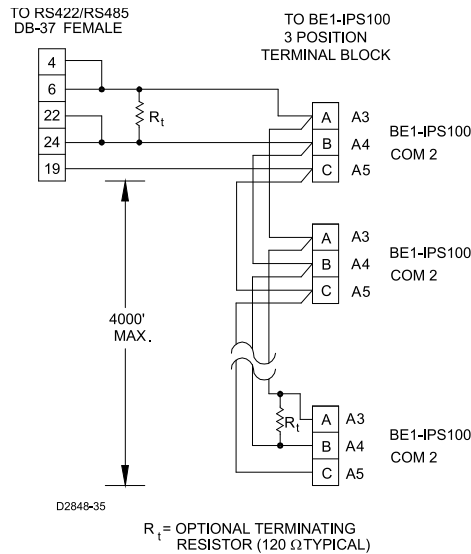 TO RS422/RS485
DB-37 FEMALE
TO BE1-IPS100
3 POSITION
TERMINAL BLOCK
4
6
22
24
19
Rt
A A3
B A4
C A5
BE1-IPS100
COM 2
A A3
B A4
C A5
BE1-IPS100
COM 2
4000'
MAX.
Rt
A A3
B A4
C A5
BE1-IPS100
COM 2
D2848-35
Rt = OPTIONAL TERMINATING
RESISTOR (120 Ω TYPICAL)